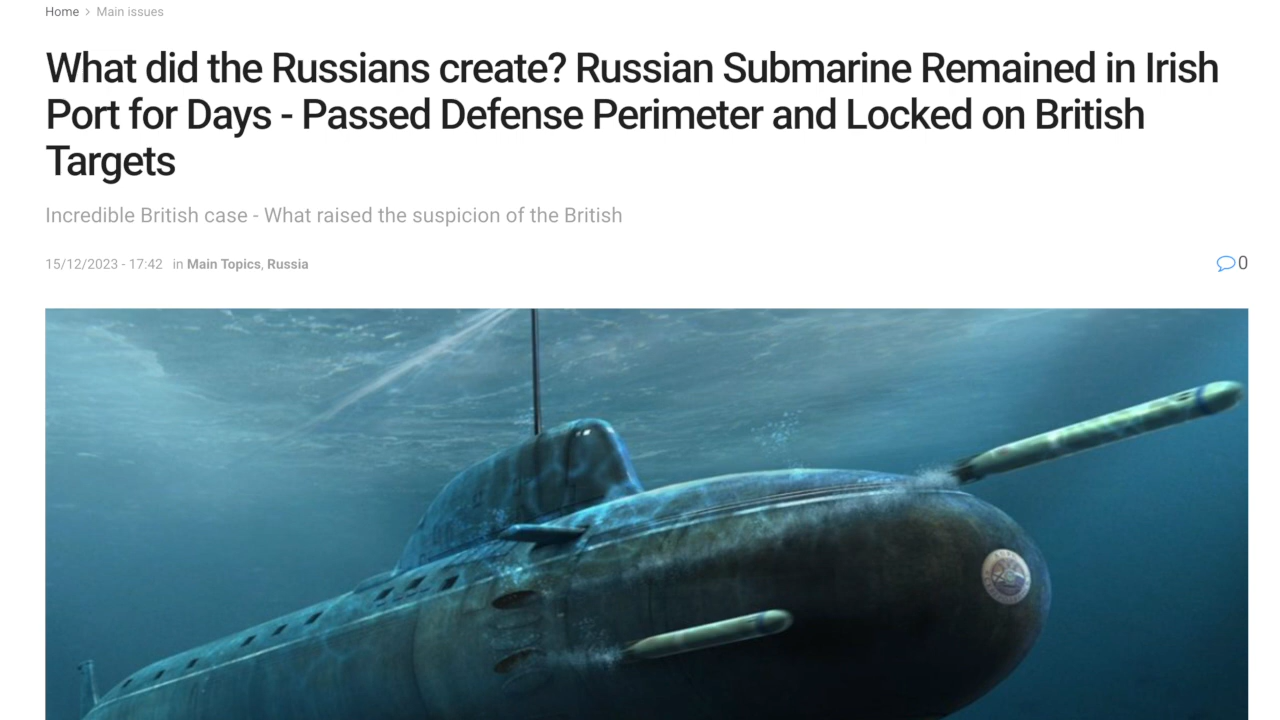 Home > Main issues
What did the Russians create? Russian Submarine Remained in Irish
Port for Days - Passed Defense Perimeter and Locked on British
Targets
Incredible British case - What raised the suspicion of the British
15/12/2023 - 17:42 in Main Topics, Russia
0